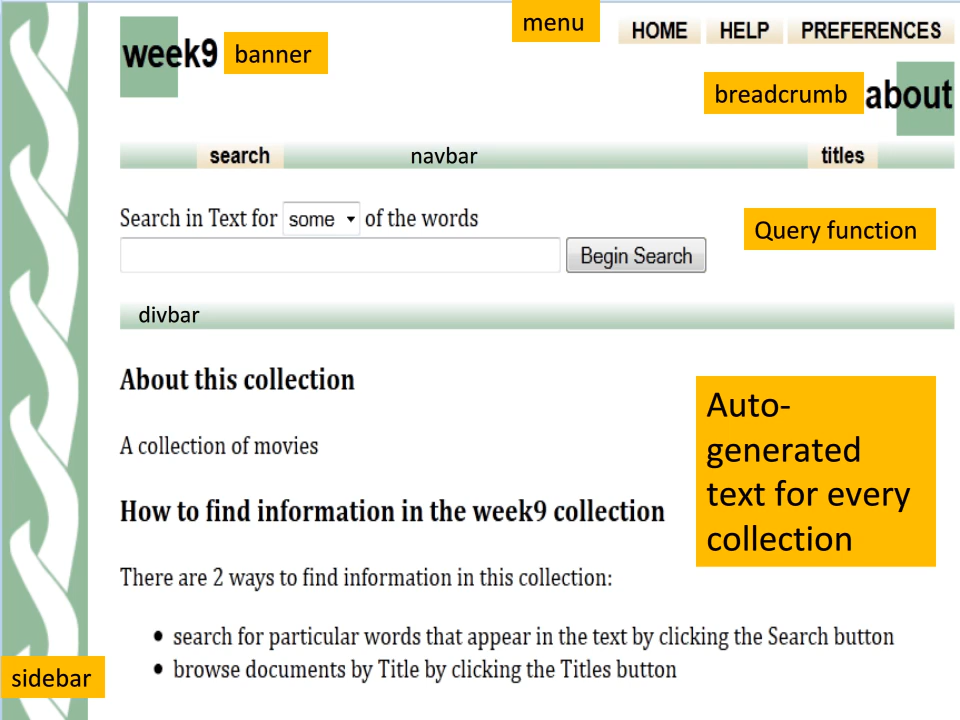 menu
HOME HELP PREFERENCES
week9 banner
breadcrumb about
search navbar titles
Search in Text for some of the words
Query function
Begin Search
divbar
About this collection
Auto-
generated
text for every
collection
A collection of movies
How to find information in the week9 collection
There are 2 ways to find information in this collection:
• search for particular words that appear in the text by clicking the Search button
• browse documents by Title by clicking the Titles button
sidebar